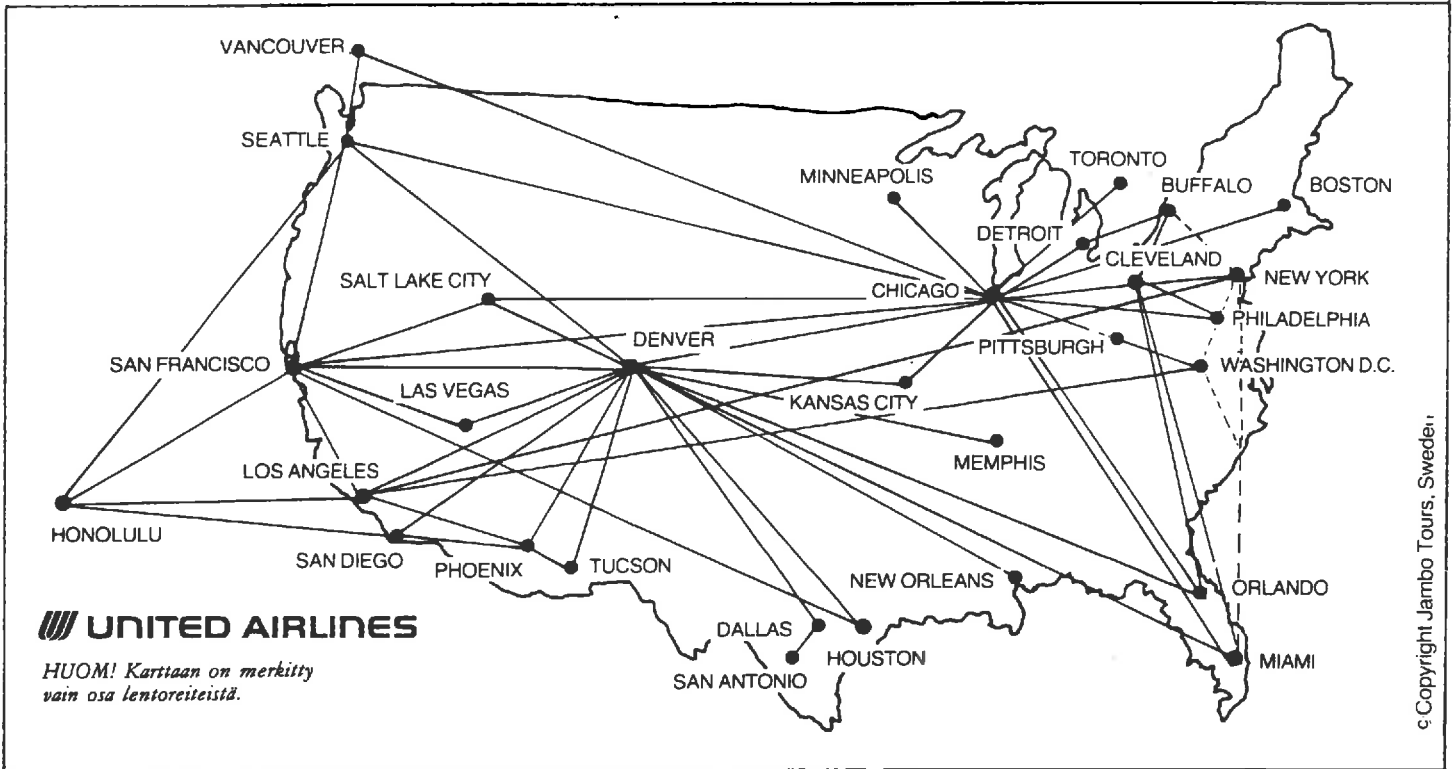 VANCOUVER
SEATTLE
MINNEAPOLIS
TORONTO
BUFFALO
BOSTON
DETROIT
CLEVELAND
SALT LAKE CITY
CHICAGO
NEW YORK
PHILADELPHIA
DENVER
PITTSBURGH
SAN FRANCISCO
WASHINGTON D.C.
LAS VEGAS
KANSAS CITY
LOS ANGELES
MEMPHIS
HONOLULU
SAN DIEGO
PHOENIX
TUCSON
NEW ORLEANS
ORLANDO
DALLAS
HOUSTON
MIAMI
SAN ANTONIO
UNITED AIRLINES
HUOM! Karttaan on merkitty
vain osa lentoreiteistä.
c Copyright Jambo Tours, Sweden